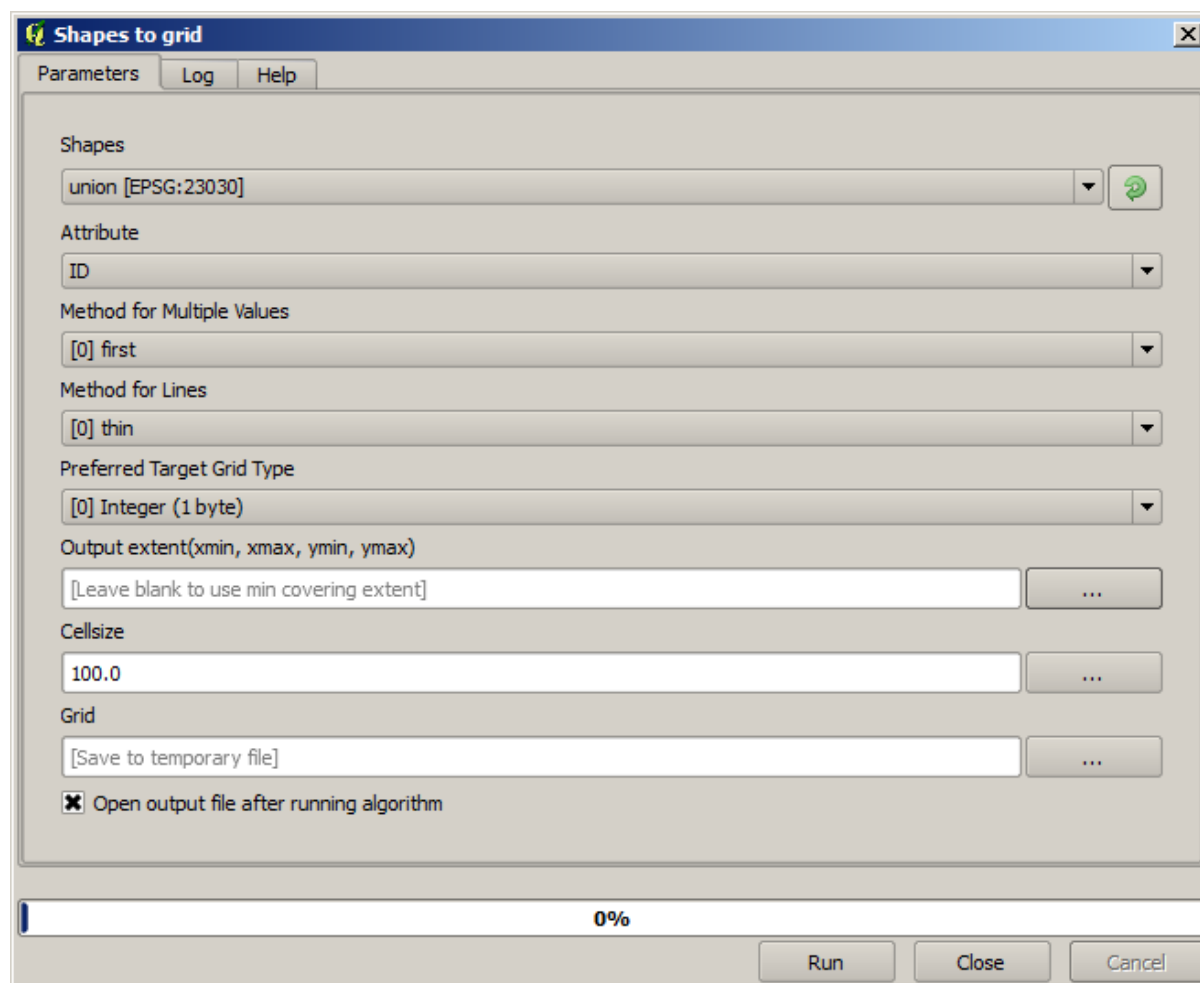 Shapes to grid
Parameters Log Help
Shapes
union [EPSG:23030]
Attribute
ID
Method for Multiple Values
[0] first
Method for Lines
[0] thin
Preferred Target Grid Type
[0] Integer (1 byte)
Output extent(xmin, xmax, ymin, ymax)
[Leave blank to use min covering extent]
...
Cellsize
100.0
...
Grid
[Save to temporary file]
...
Open output file after running algorithm
0%
Run Close Cancel